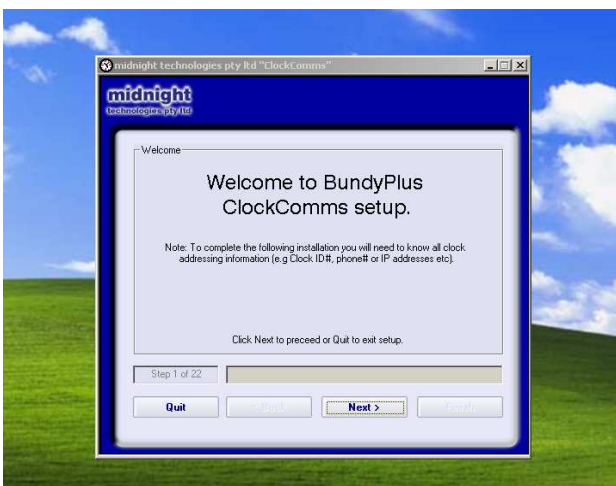 midnight technologies pty ltd "ClockComms"
midnight
technologies pty ltd
Welcome
Welcome to BundyPlus
ClockComms setup.
Note: To complete the following installation you will need to know all clock
addressing information (e.g Clock ID#, phone# or IP addresses etc).
Click Next to preceed or Quit to exit setup.
Step 1 of 22
Quit
< Back
Next >
Finish